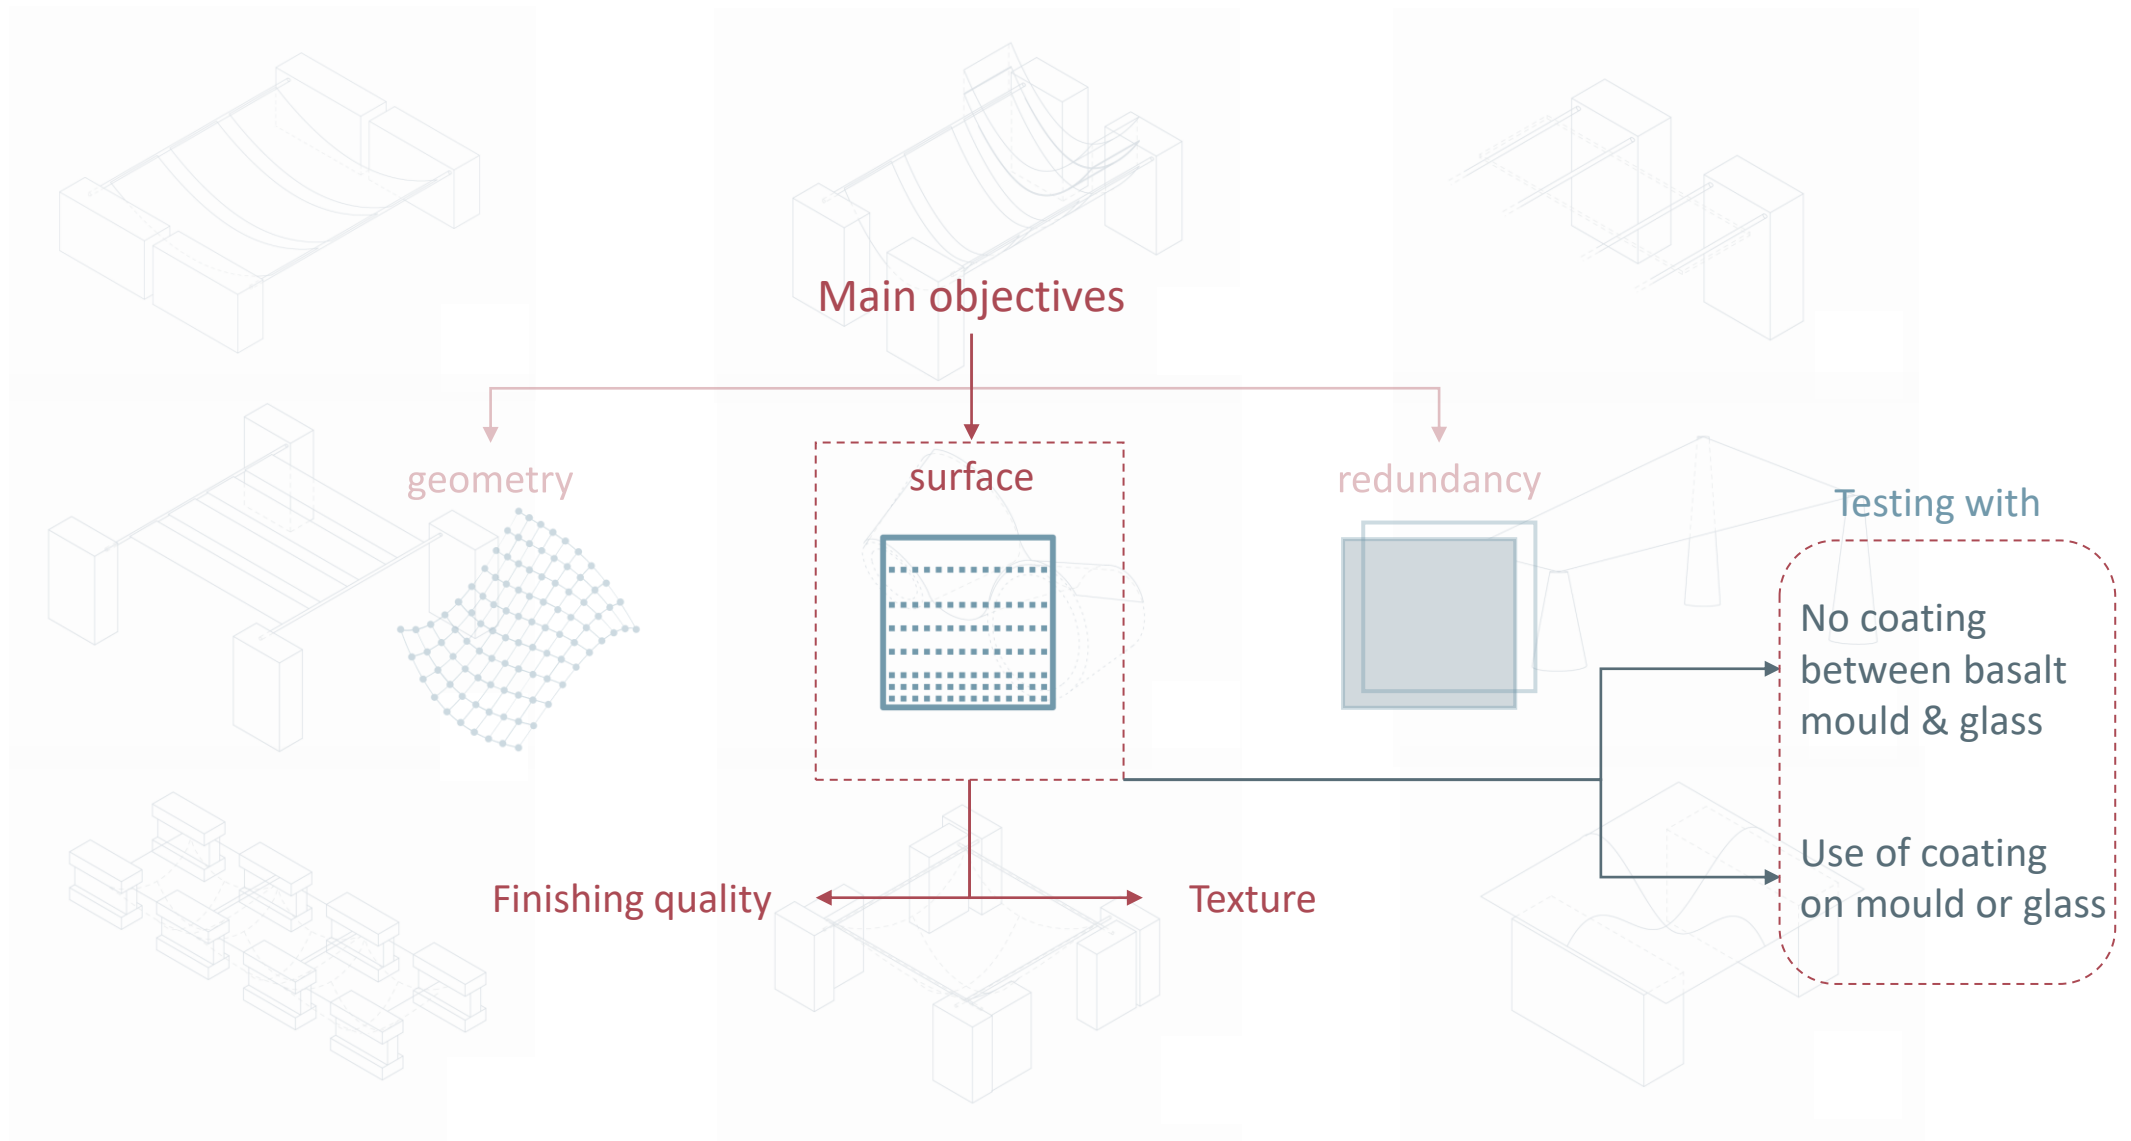 Main objectives
geometry
surface
redundancy
Testing with
No coating
between basalt
mould & glass
Use of coating
on mould or glass
Finishing quality
Texture